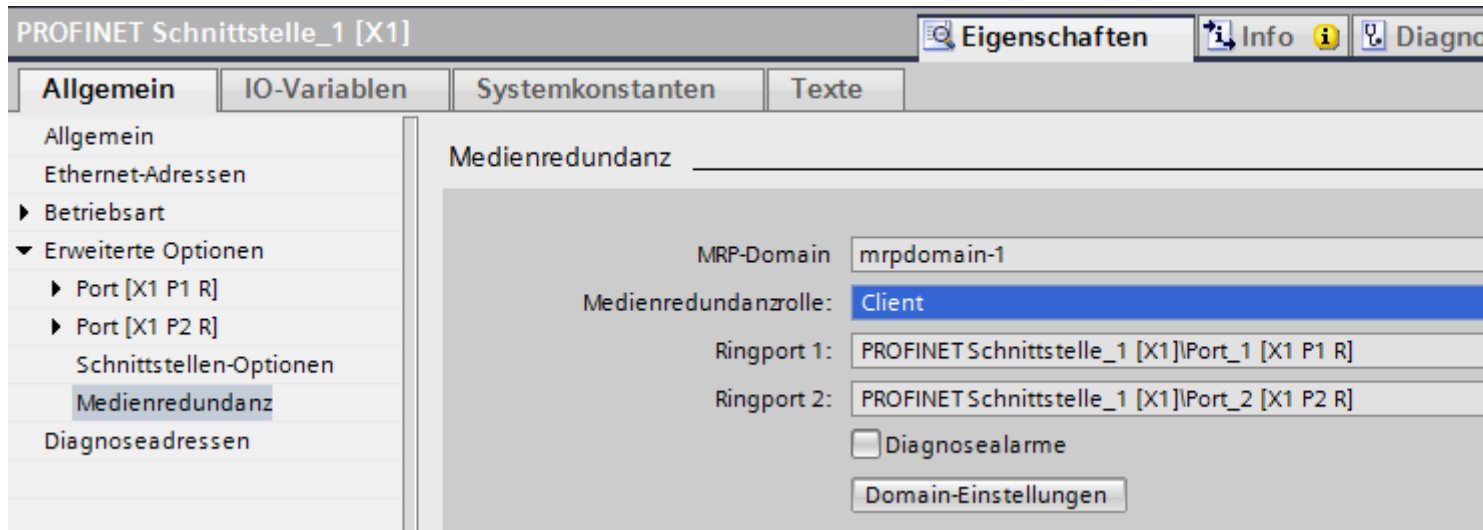 PROFINET Schnittstelle_1 [X1]
Eigenschaften
Info
Allgemein
IO-Variablen
Systemkonstanten
Texte
Allgemein
Ethernet-Adressen
Betriebsart
Erweiterte Optionen
Port [X1 P1 R]
Port [X1 P2 R]
Schnittstellen-Optionen
Medienredundanz
Diagnoseadressen
Medienredundanz
MRP-Domain mrpdomain-1
Medienredundanzrolle: Client
Ringport 1: PROFINET Schnittstelle_1 [X1]\Port_1 [X1 P1 R]
Ringport 2: PROFINET Schnittstelle_1 [X1]\Port_2 [X1 P2 R]
Diagnosealarme
Domain-Einstellungen